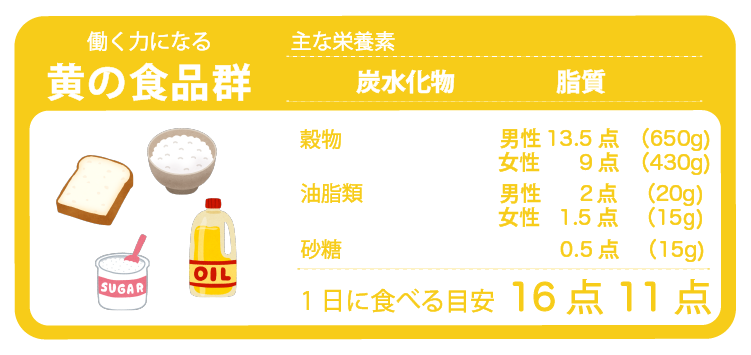 働く力になる
黄の食品群
主な栄養素
炭水化物 脂質
穀物 男性 13.5 点 (650g)
女性 9 点 (430g)
油脂類 男性 2 点 (20g)
女性 1.5 点 (15g)
砂糖 0.5 点 (15g)
1日に食べる目安 16 点 11 点
SUGAR
OIL